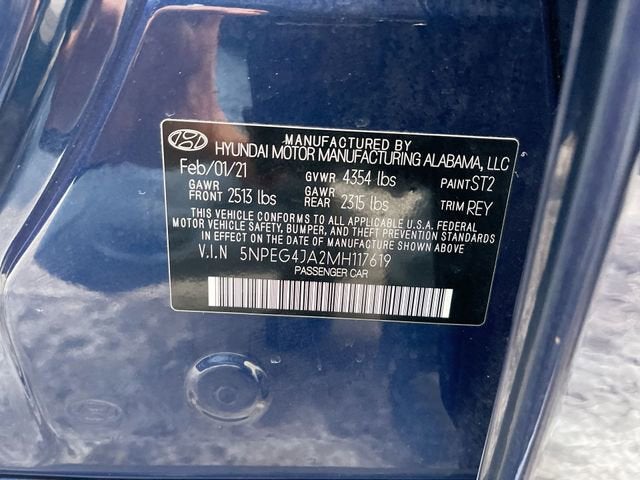 MANUFACTURED BY
HYUNDAI MOTOR MANUFACTURING ALABAMA, LLC
Feb/01/21 GVWR 4354 lbs PAINT ST2
GAWR FRONT 2513 lbs GAWR REAR 2315 lbs TRIM REY
THIS VEHICLE CONFORMS TO ALL APPLICABLE U.S.A. FEDERAL
MOTOR VEHICLE SAFETY, BUMPER, AND THEFT PREVENTION STANDARDS
IN EFFECT ON THE DATE OF MANUFACTURE SHOWN ABOVE.
V.I.N 5NPEG4JA2MH117619
PASSENGER CAR